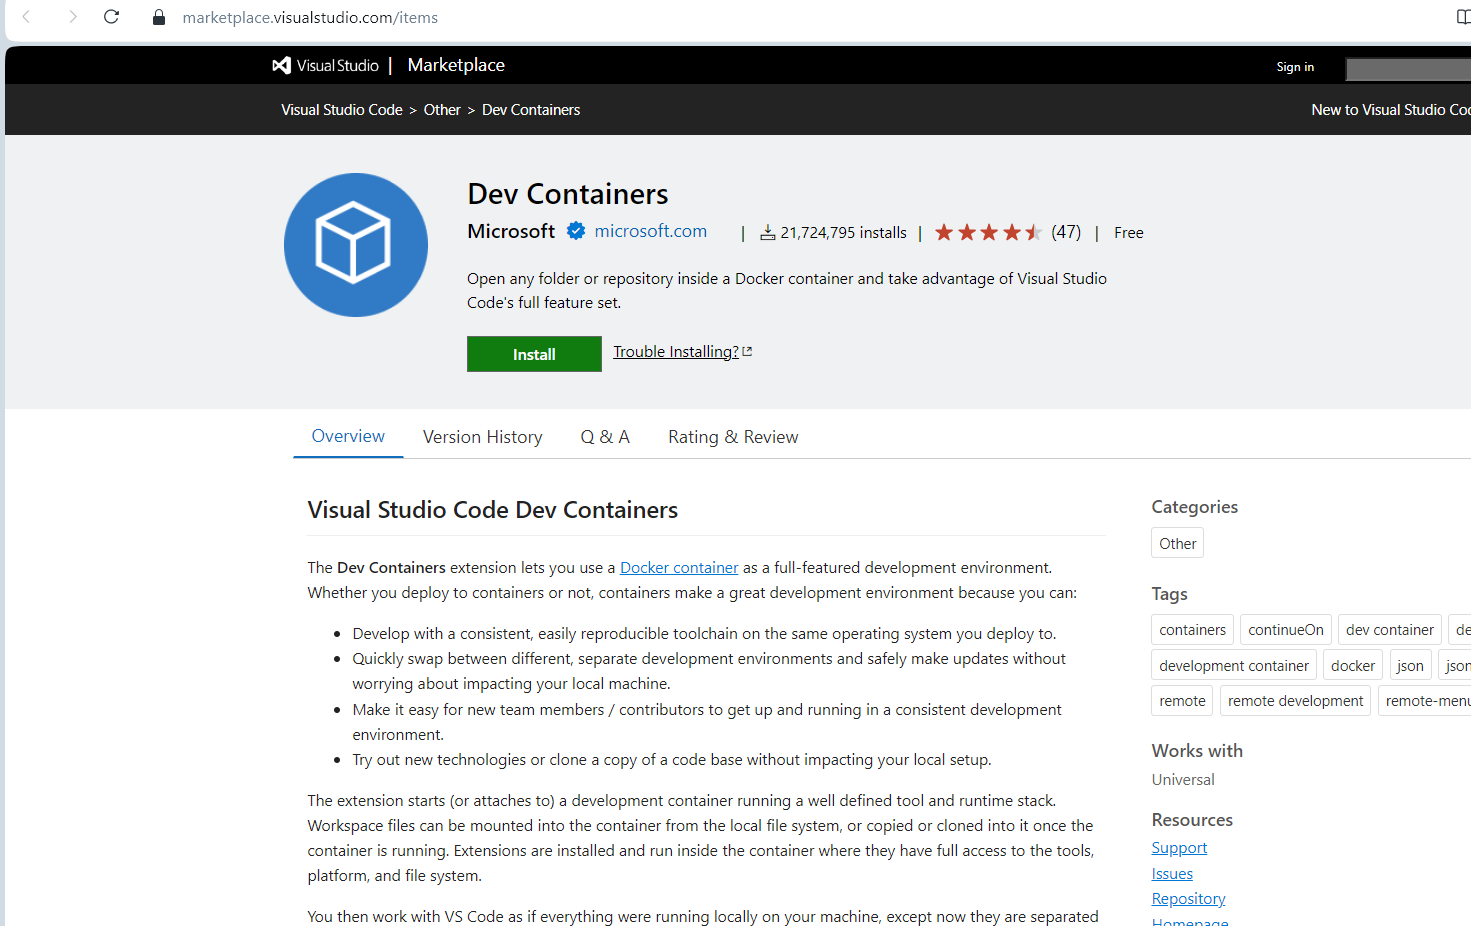 marketplace.visualstudio.com/items
Visual Studio | Marketplace
Sign in
Visual Studio Code > Other > Dev Containers
New to Visual Studio
Dev Containers
Microsoft microsoft.com | 21,724,795 installs | (47) | Free
Open any folder or repository inside a Docker container and take advantage of Visual Studio
Code's full feature set.
Install Trouble Installing?
Overview Version History Q & A Rating & Review
Visual Studio Code Dev Containers
The Dev Containers extension lets you use a Docker container as a full-featured development environment.
Whether you deploy to containers or not, containers make a great development environment because you can:
• Develop with a consistent, easily reproducible toolchain on the same operating system you deploy to.
• Quickly swap between different, separate development environments and safely make updates without
worrying about impacting your local machine.
• Make it easy for new team members / contributors to get up and running in a consistent development
environment.
• Try out new technologies or clone a copy of a code base without impacting your local setup.
The extension starts (or attaches to) a development container running a well defined tool and runtime stack.
Workspace files can be mounted into the container from the local file system, or copied or cloned into it once the
container is running. Extensions are installed and run inside the container where they have full access to the tools,
platform, and file system.
You then work with VS Code as if everything were running locally on your machine, except now they are separated
Categories
Other
Tags
containers continueOn dev container
development container docker json
remote remote development
Works with
Universal
Resources
Support
Issues
Repository
Homepage